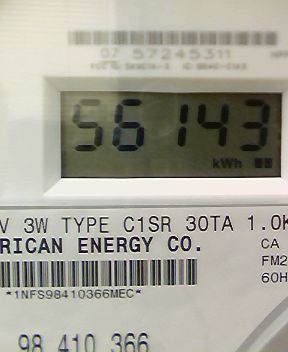 07 57245311
56143
kWh
V 3W TYPE C1SR 30TA 1.0K
RICAN ENERGY CO.
CA
FM2
60H
*1NFS98410366MEC*
98 410 366